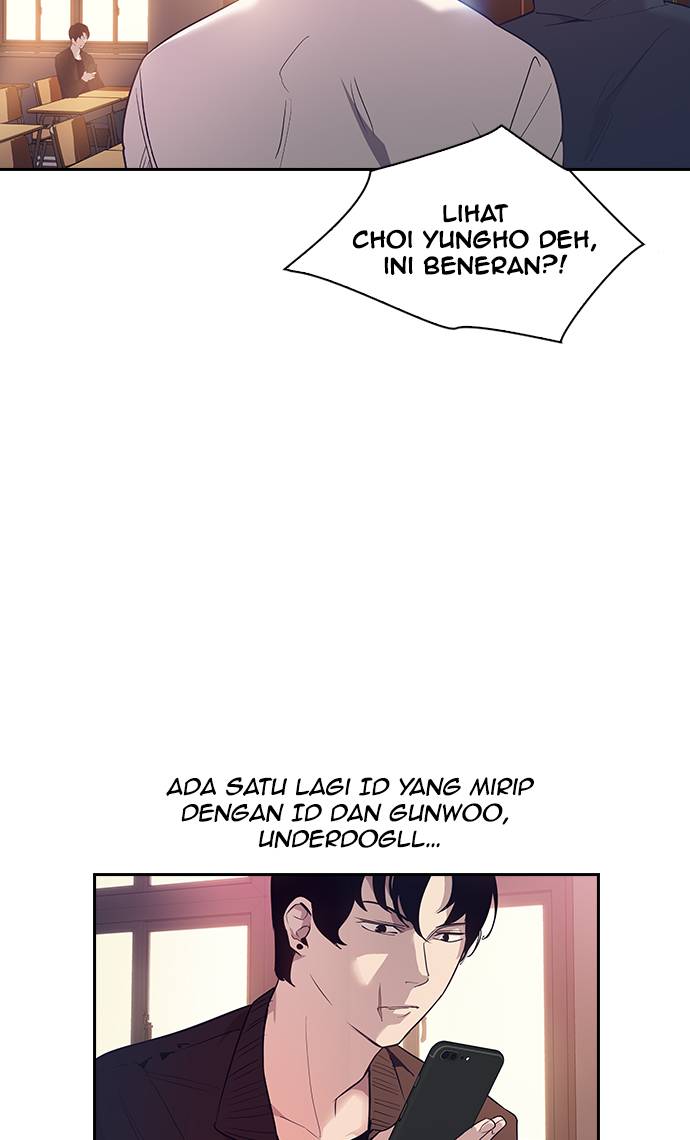 LIHAT
CHOI YUNGHO DEH,
INI BENERAN?!
ADA SATU LAGI ID YANG MIRIP
DENGAN ID DAN GUNWOO,
UNDERDOGLL...